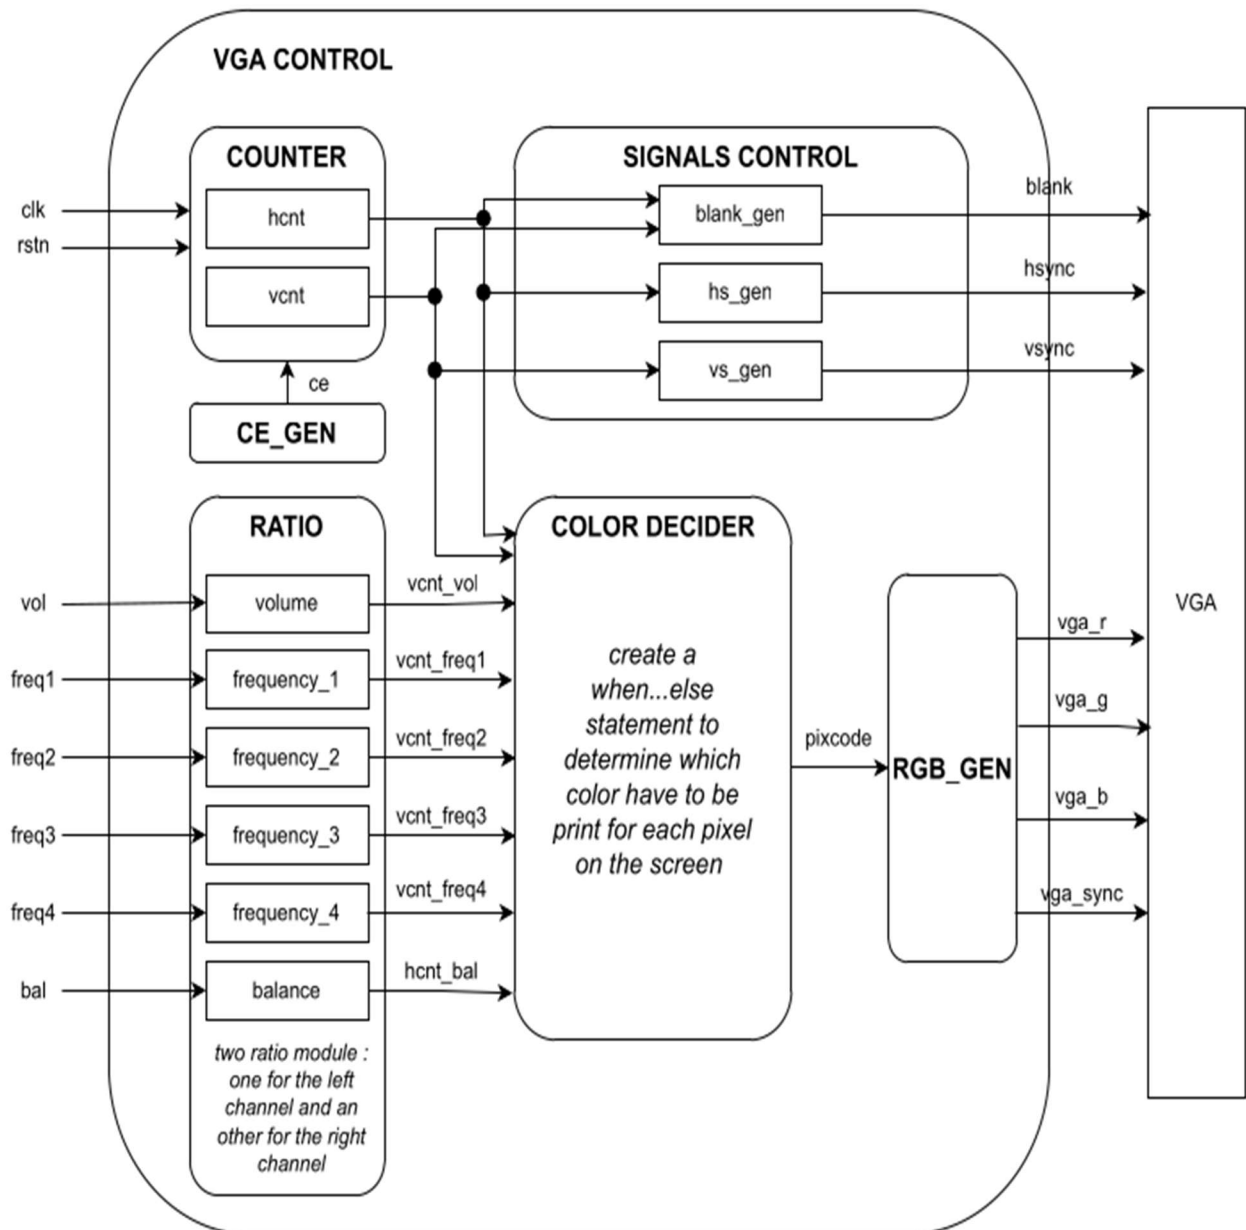 VGA CONTROL
COUNTER
hcnt
vcnt
clk
rstn
ce
CE_GEN
SIGNALS CONTROL
blank_gen
hs_gen
vs_gen
blank
hsync
vsync
RATIO
volume
frequency_1
frequency_2
frequency_3
frequency_4
balance
two ratio module :
one for the left
channel and an
other for the right
channel
vol
freq1
freq2
freq3
freq4
bal
vcnt_vol
vcnt_freq1
vcnt_freq2
vcnt_freq3
vcnt_freq4
hcnt_bal
COLOR DECIDER
create a
when...else
statement to
determine which
color have to be
print for each pixel
on the screen
pixcode
RGB_GEN
vga_r
vga_g
vga_b
vga_sync
VGA